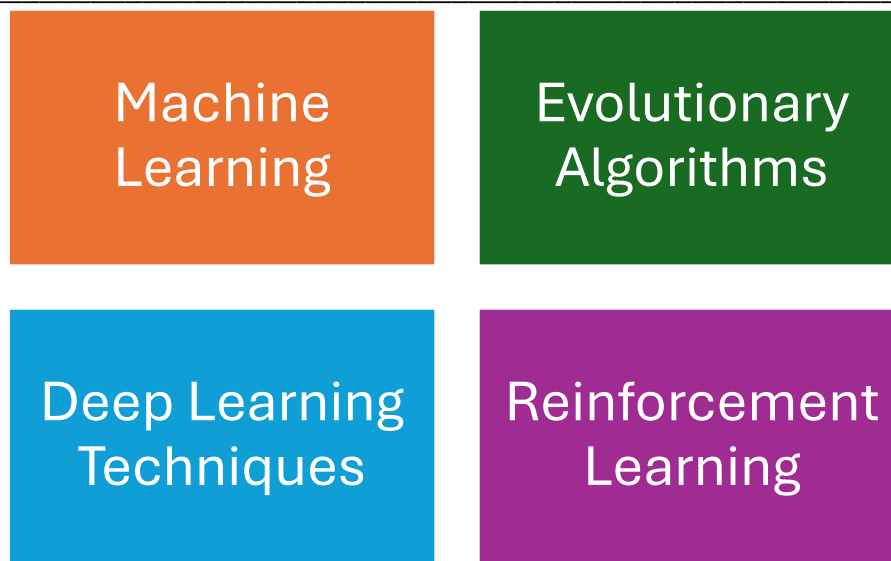 Machine
Learning
Evolutionary
Algorithms
Deep Learning
Techniques
Reinforcement
Learning